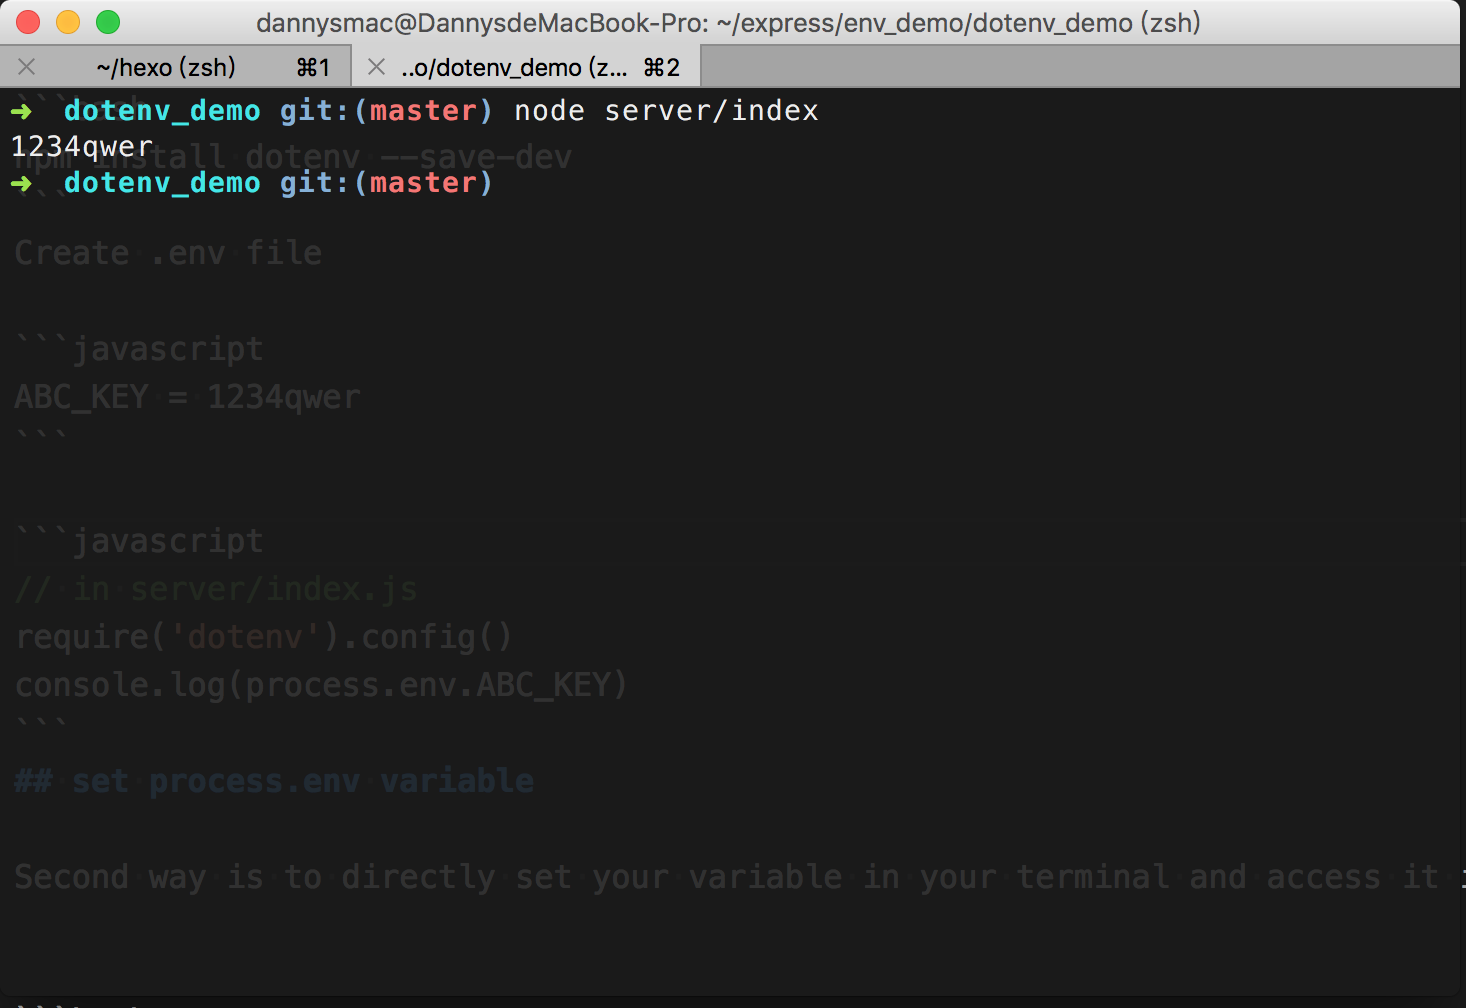 dannysmac@DannysdeMacBook-Pro: ~/express/env_demo/dotenv_demo (zsh)
~/hexo (zsh) ⌘1 ..o/dotenv_demo (z... ⌘2
➜ dotenv_demo git:(master) node server/index
1234qwer
npm install dotenv --save-dev
➜ dotenv_demo git:(master)
```
Create .env file
```javascript
ABC_KEY = 1234qwer
```
```javascript
// in server/index.js
require('dotenv').config()
console.log(process.env.ABC_KEY)
```
## set process.env variable
Second way is to directly set your variable in your terminal and access it